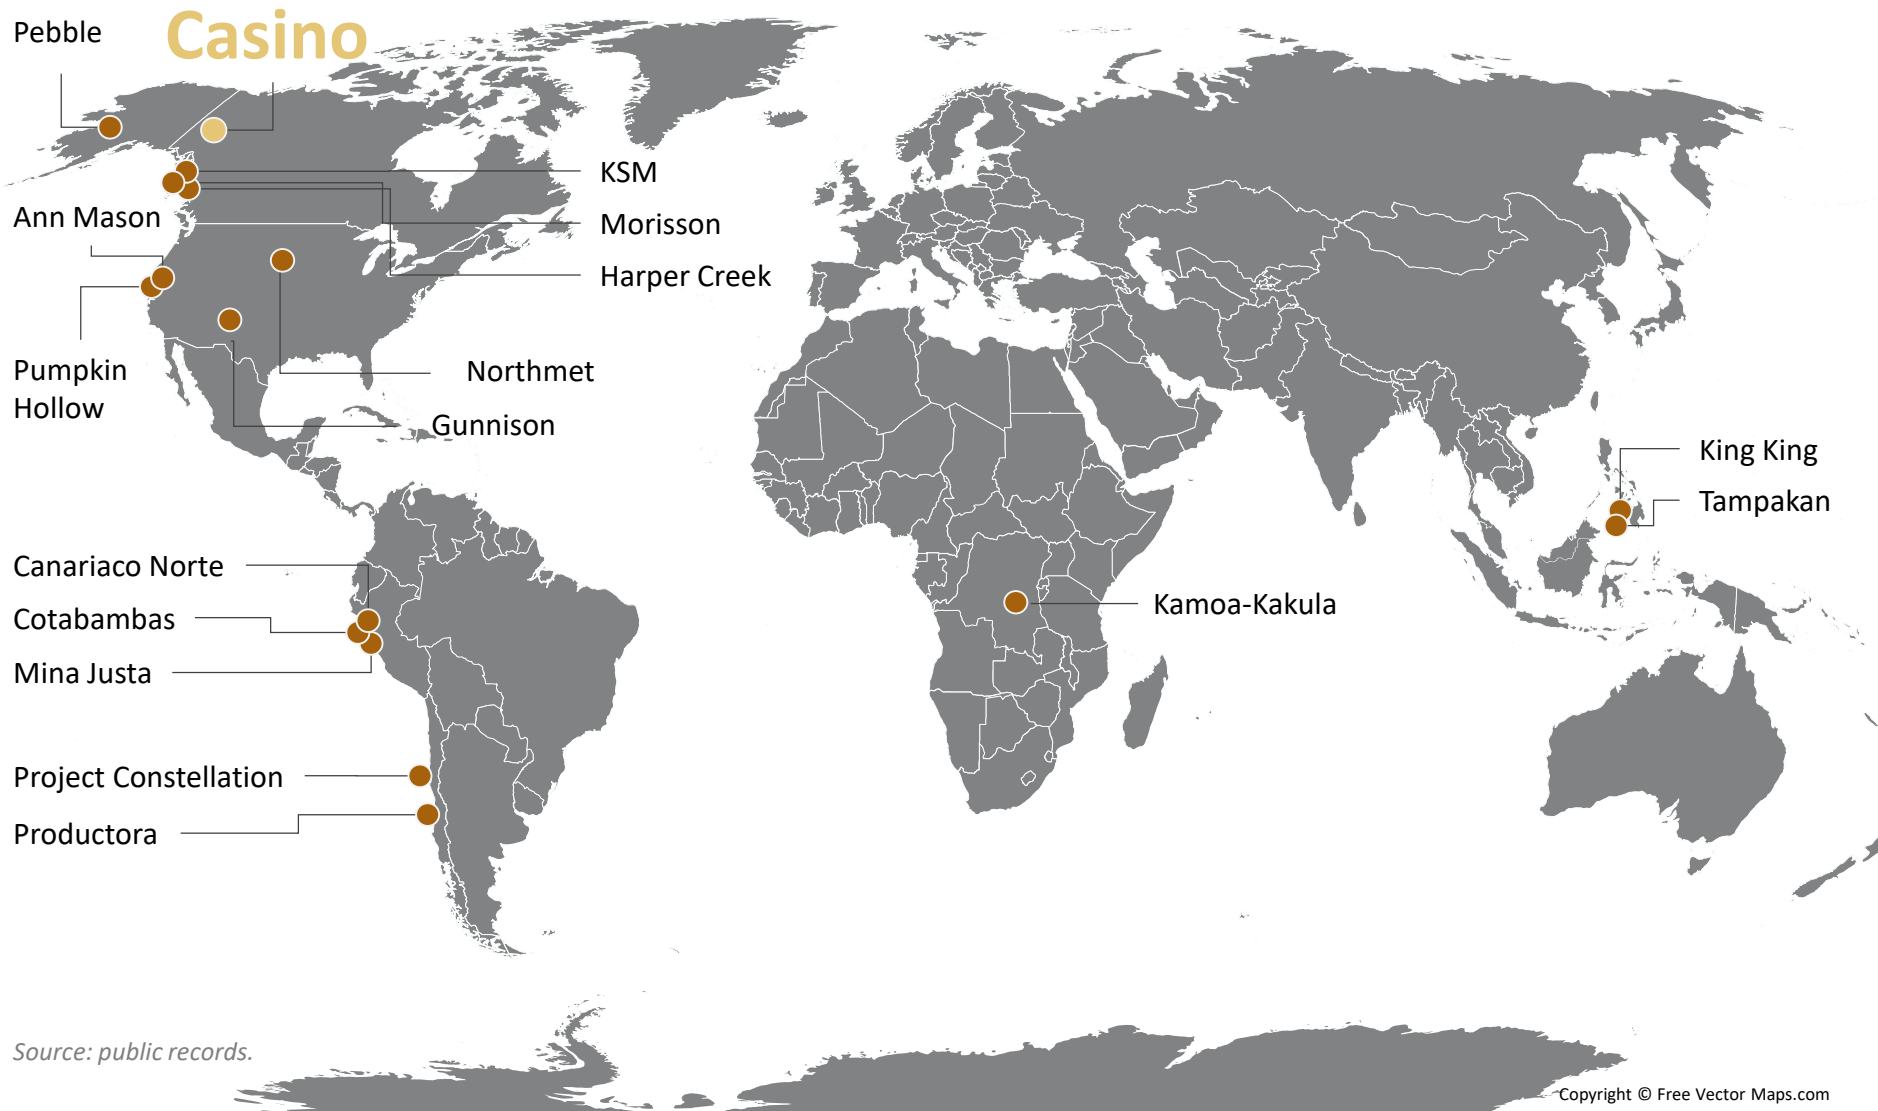 Pebble
Casino
KSM
Ann Mason
Morisson
Harper Creek
Pumpkin
Hollow
Northmet
Gunnison
King King
Tampakan
Canariaco Norte
Cotabambas
Kamoa-Kakula
Mina Justa
Project Constellation
Productora
Source: public records.
Copyright © Free Vector Maps.com